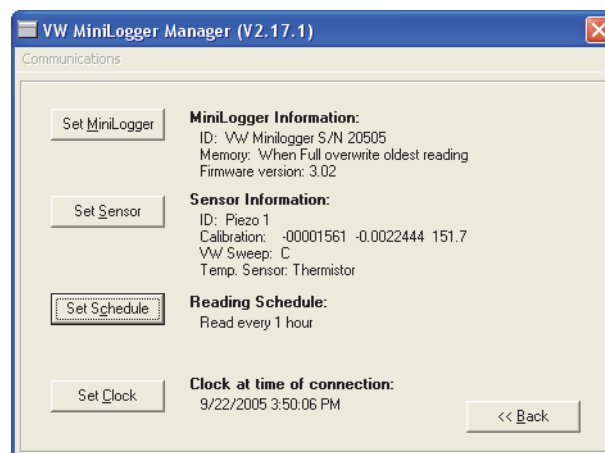 VW MiniLogger Manager (V2.17.1)
Communications
Set MiniLogger
MiniLogger Information:
ID: VW Minilogger S/N 20505
Memory: When Full overwrite oldest reading
Firmware version: 3.02
Set Sensor
Sensor Information:
ID: Piezo 1
Calibration: -00001561 -0.0022444 151.7
VW Sweep: C
Temp. Sensor: Thermistor
Set Schedule
Reading Schedule:
Read every 1 hour
Set Clock
Clock at time of connection:
9/22/2005 3:50:06 PM
<< Back